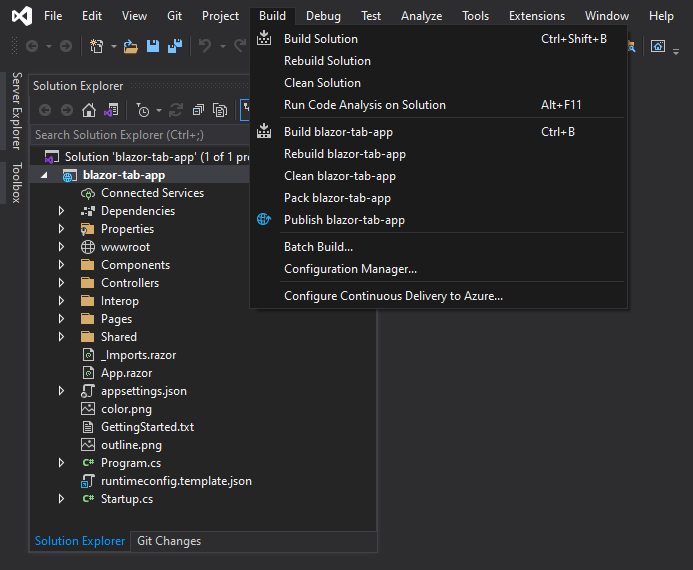 File Edit View Git Project Build Debug Test Analyze Tools Extensions Window Help
Build Solution Ctrl+Shift+B
Rebuild Solution
Clean Solution
Run Code Analysis on Solution Alt+F11
Build blazor-tab-app Ctrl+B
Rebuild blazor-tab-app
Clean blazor-tab-app
Pack blazor-tab-app
Publish blazor-tab-app
Batch Build...
Configuration Manager...
Configure Continuous Delivery to Azure...
Server Explorer
Toolbox
Solution Explorer
Search Solution Explorer (Ctrl+;)
Solution 'blazor-tab-app' (1 of 1 pro
blazor-tab-app
Connected Services
Dependencies
Properties
wwwroot
Components
Controllers
Interop
Pages
Shared
_Imports.razor
App.razor
appsettings.json
color.png
GettingStarted.txt
outline.png
C# Program.cs
runtimeconfig.template.json
C# Startup.cs
Solution Explorer Git Changes